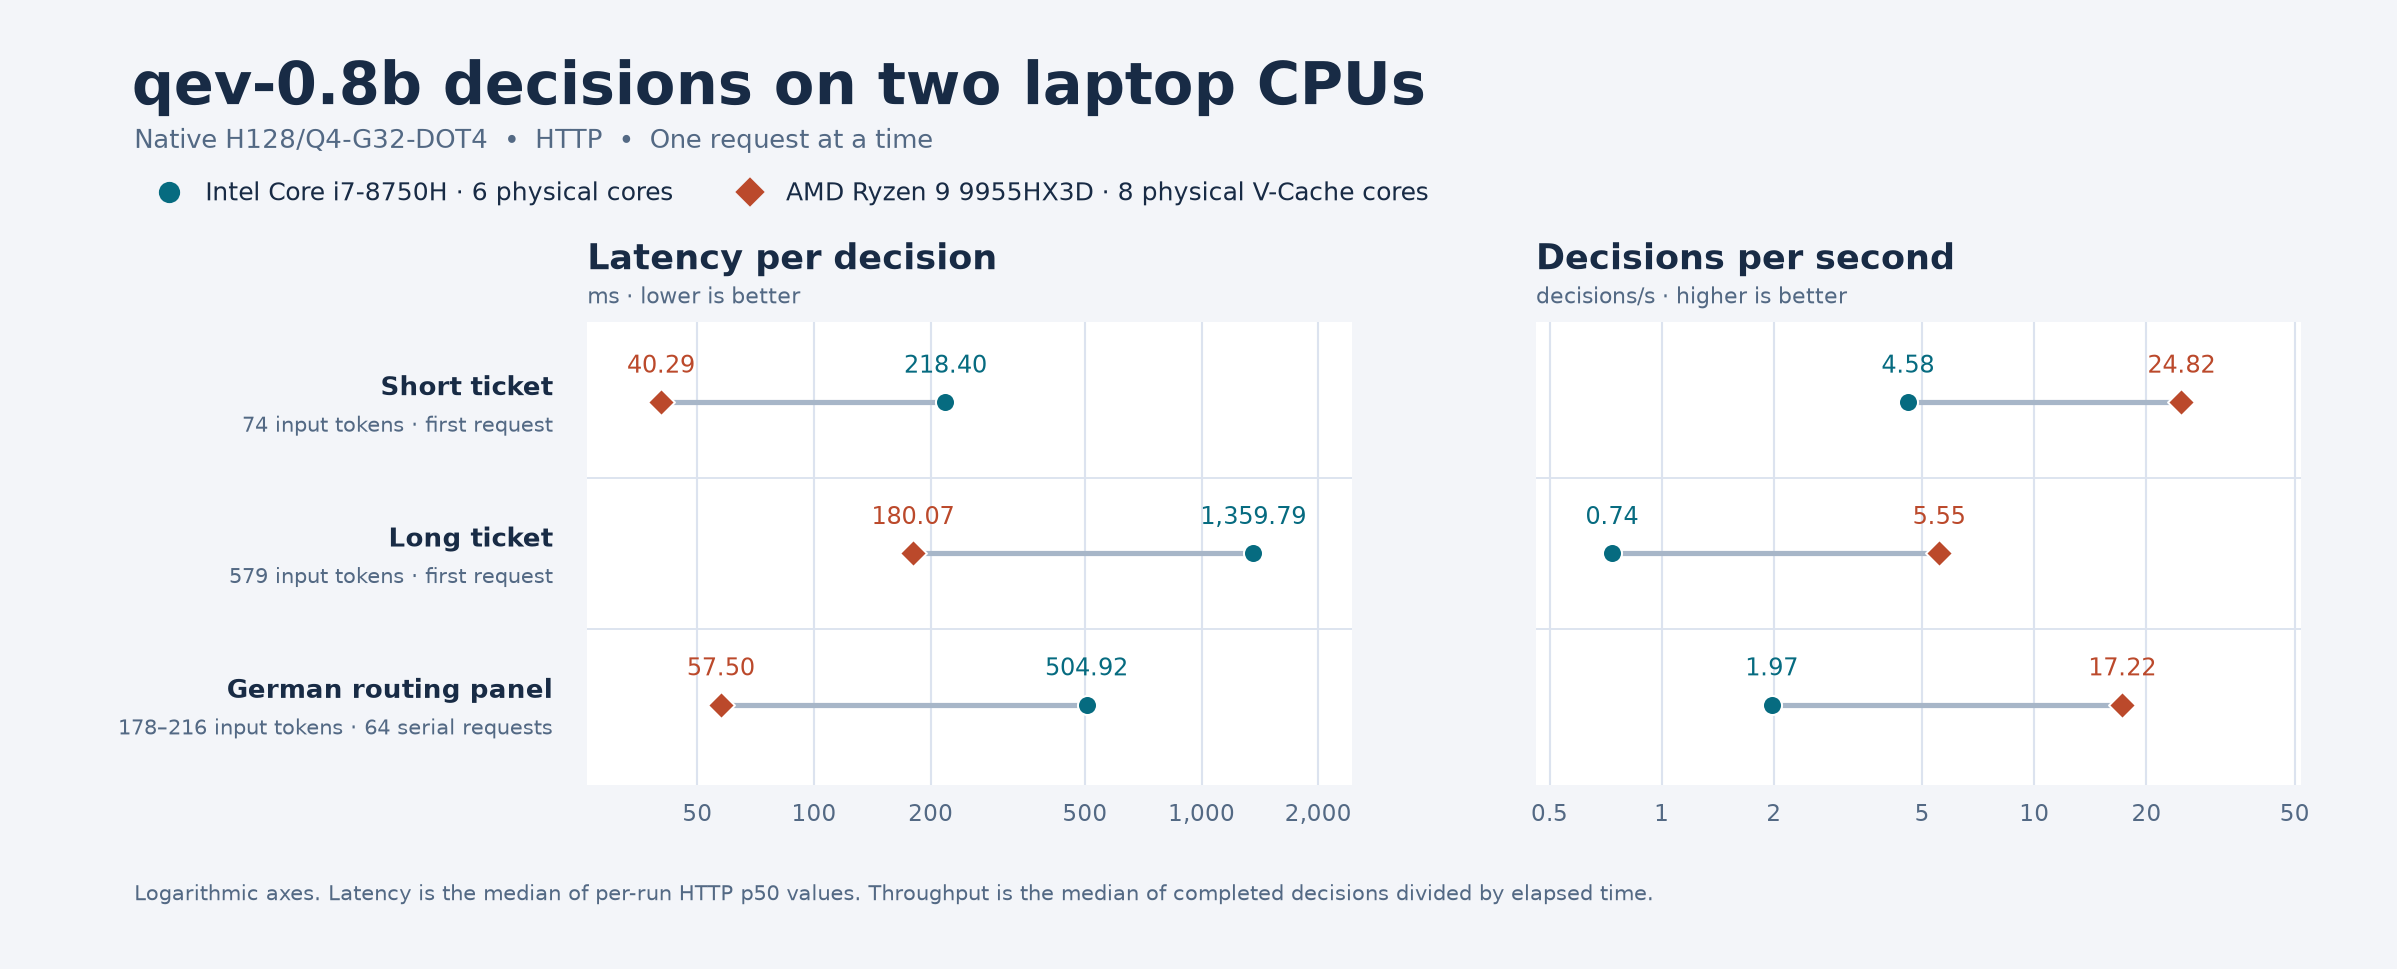 qev-0.8b decisions on two laptop CPUs
Native H128/Q4-G32-DOT4 • HTTP • One request at a time
Intel Core i7-8750H · 6 physical cores
AMD Ryzen 9 9955HX3D · 8 physical V-Cache cores
Latency per decision
ms · lower is better
Decisions per second
decisions/s · higher is better
Short ticket
74 input tokens · first request
40.29
218.40
4.58
24.82
Long ticket
579 input tokens · first request
180.07
1,359.79
0.74
5.55
German routing panel
178–216 input tokens · 64 serial requests
57.50
504.92
1.97
17.22
50 100 200 500 1,000 2,000
0.5 1 2 5 10 20 50
Logarithmic axes. Latency is the median of per-run HTTP p50 values. Throughput is the median of completed decisions divided by elapsed time.